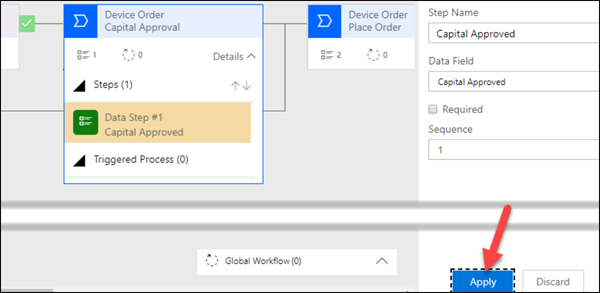 Device Order
Capital Approval
1 0 Details
Steps (1)
Data Step #1
Capital Approved
Triggered Process (0)
Device Order
Place Order
2 0
Global Workflow (0)
Step Name
Capital Approved
Data Field
Capital Approved
Required
Sequence
1
Apply Discard